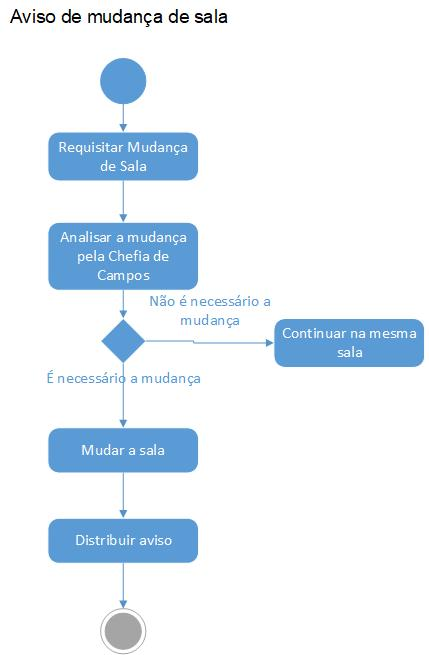 Aviso de mudança de sala
Requisitar Mudança
de Sala
Analisar a mudança
pela Chefia de
Campos
Não é necessário a
mudança
Continuar na mesma
sala
É necessário a mudança
Mudar a sala
Distribuir aviso